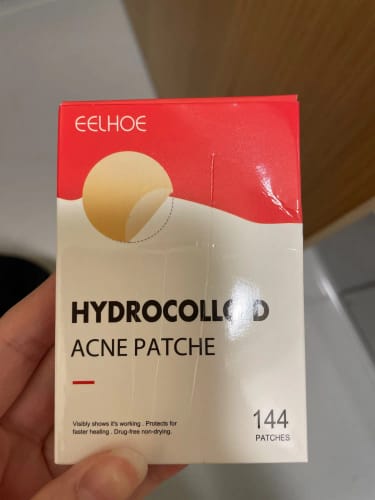 EELHOE
HYDROCOLLOID
ACNE PATCHE
Visibly shows it's working . Protects for
faster healing . Drug-free non-drying.
144
PATCHES